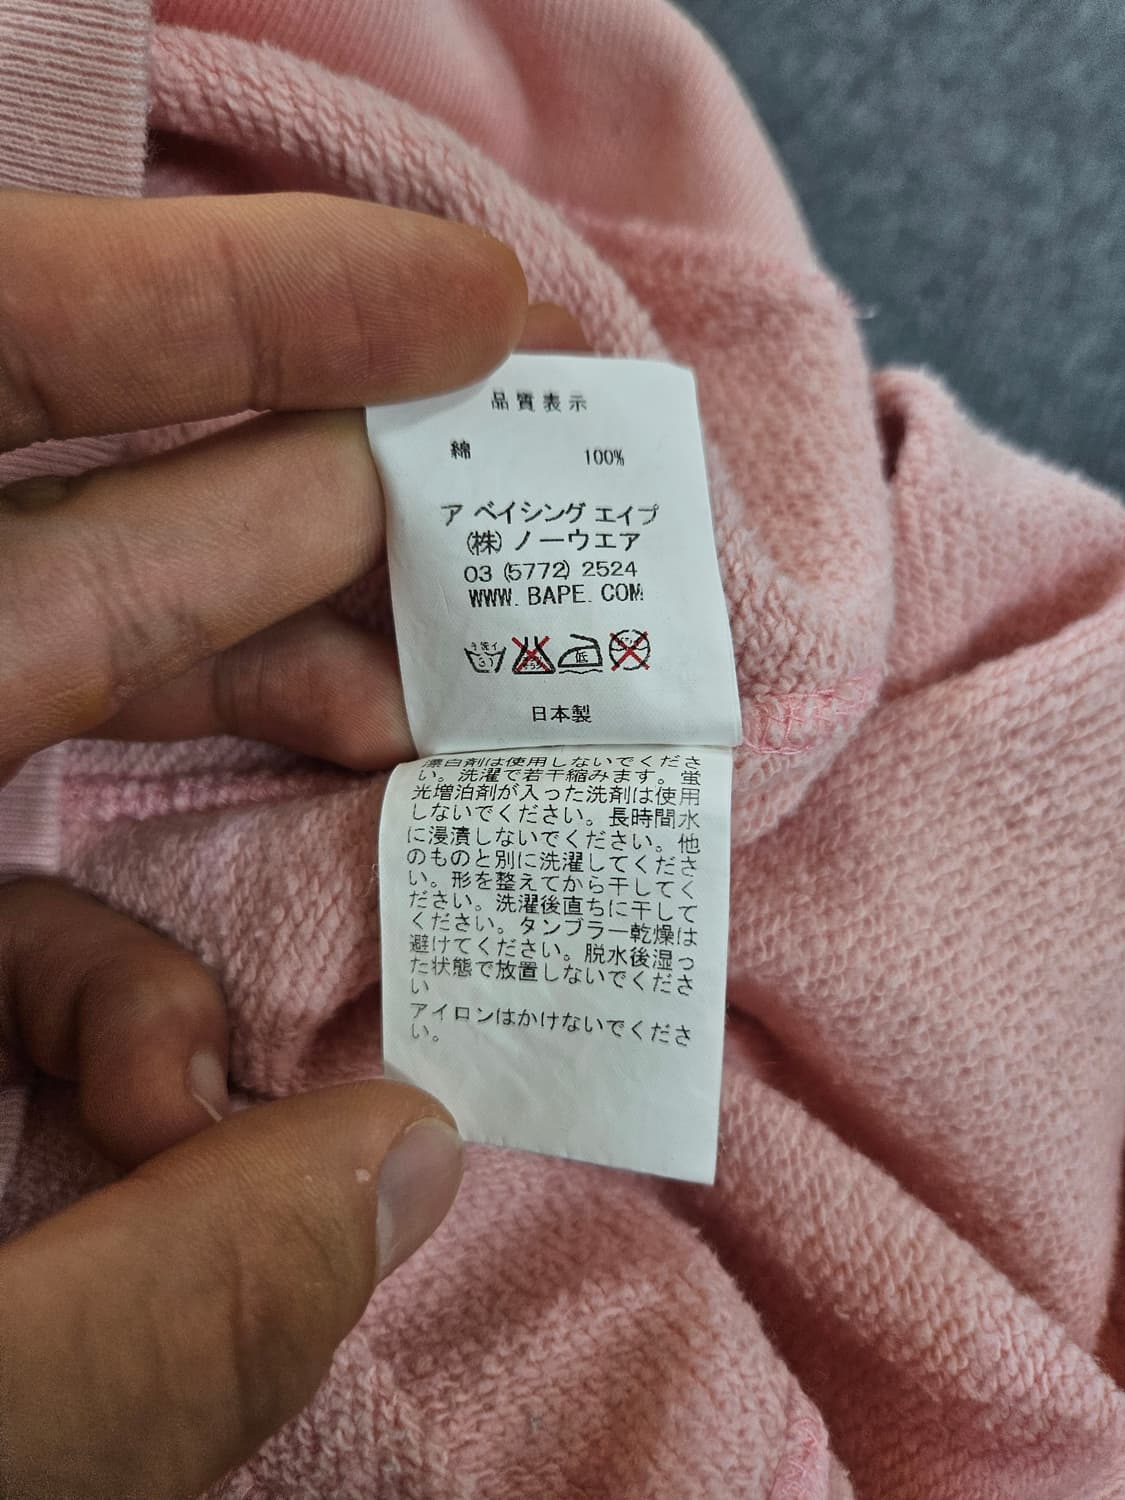 品質表示
綿 100%
ア ベイシング エイプ
(株) ノーウエア
03 (5772) 2524
WWW. BAPE. COM
手洗イ
低
日本製
漂白剤は使用しないでくださ
い。洗濯で若干縮みます。蛍
光増泊剤が入った洗剤は使用
しないでください。長時間水
に浸漬しないでください。他
のものと別に洗濯してくださ
い。形を整えてから干してく
ださい。洗濯後直ちに干して
ください。タンブラー乾燥は
避けてください。脱水後湿っ
た状態で放置しないでくださ
い
アイロンはかけないでくださ
い。